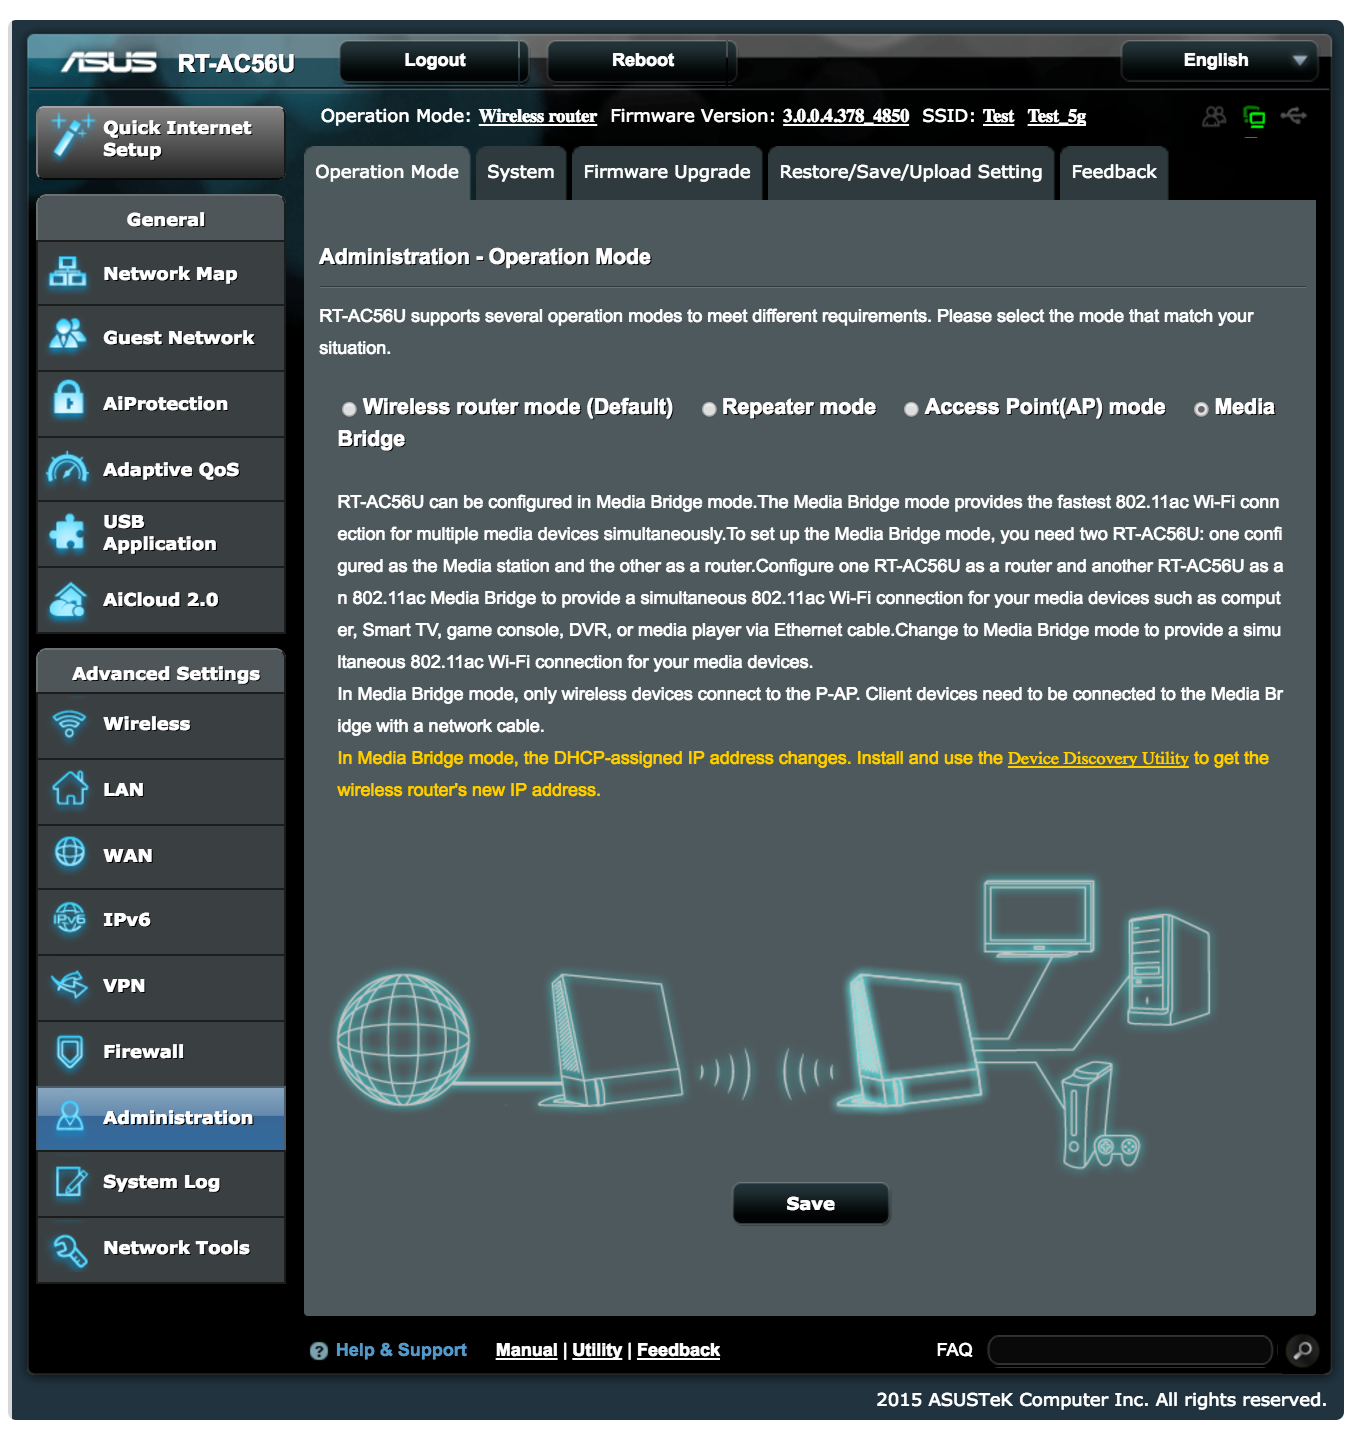 ASUS RT-AC56U Logout Reboot English
Operation Mode: Wireless router Firmware Version: 3.0.0.4.378_4850 SSID: Test Test_5g
Quick Internet
Setup
Operation Mode System Firmware Upgrade Restore/Save/Upload Setting Feedback
General
Network Map
Guest Network
AiProtection
Adaptive QoS
USB
Application
AiCloud 2.0
Advanced Settings
Wireless
LAN
WAN
IPv6
IPv6
VPN
Firewall
Administration
System Log
Network Tools
Administration - Operation Mode
RT-AC56U supports several operation modes to meet different requirements. Please select the mode that match your
situation.
Wireless router mode (Default) Repeater mode Access Point(AP) mode Media
Bridge
RT-AC56U can be configured in Media Bridge mode.The Media Bridge mode provides the fastest 802.11ac Wi-Fi conn
ection for multiple media devices simultaneously.To set up the Media Bridge mode, you need two RT-AC56U: one confi
gured as the Media station and the other as a router.Configure one RT-AC56U as a router and another RT-AC56U as a
n 802.11ac Media Bridge to provide a simultaneous 802.11ac Wi-Fi connection for your media devices such as comput
er, Smart TV, game console, DVR, or media player via Ethernet cable.Change to Media Bridge mode to provide a simu
ltaneous 802.11ac Wi-Fi connection for your media devices.
In Media Bridge mode, only wireless devices connect to the P-AP. Client devices need to be connected to the Media Br
idge with a network cable.
In Media Bridge mode, the DHCP-assigned IP address changes. Install and use the Device Discovery Utility to get the
wireless router's new IP address.
Save
Help & Support Manual | Utility | Feedback FAQ
2015 ASUSTeK Computer Inc. All rights reserved.